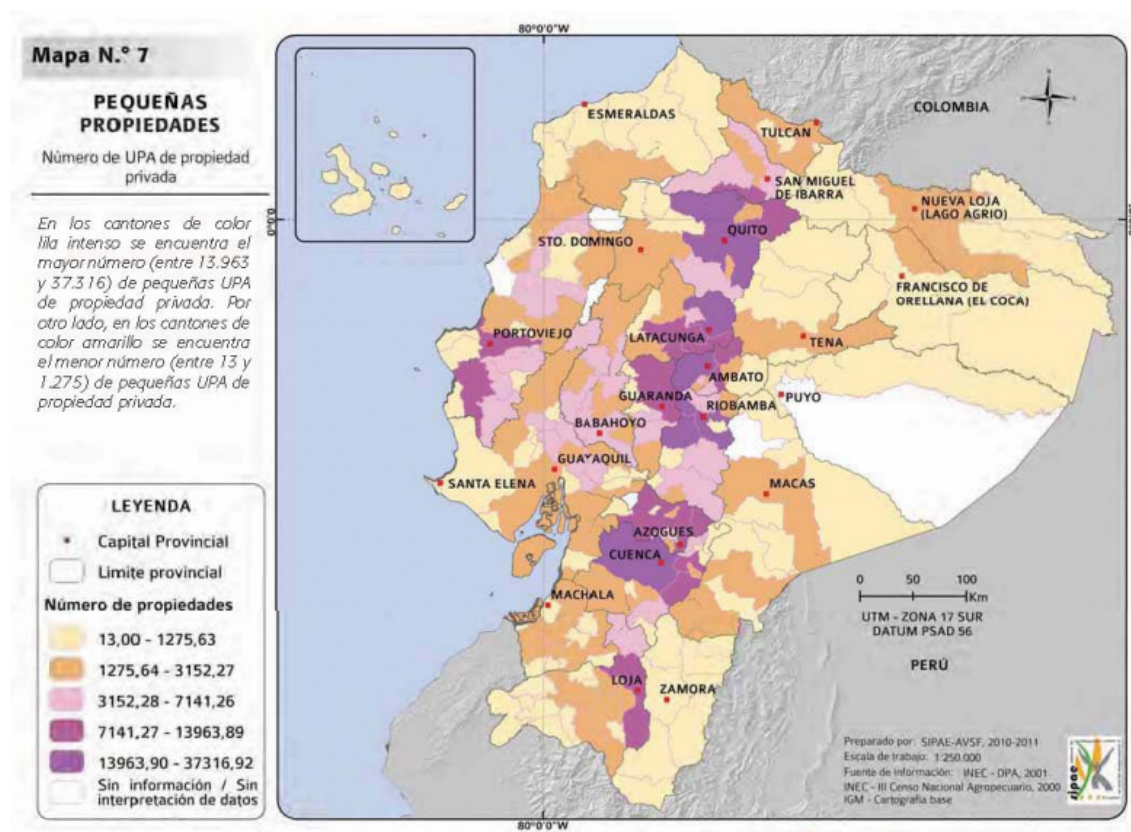 Mapa N.° 7
PEQUEÑAS
PROPIEDADES
Número de UPA de propiedad
privada
En los cantones de color
lila intenso se encuentra el
mayor número (entre 13.963
y 37.316) de pequeñas UPA
de propiedad privada. Por
otro lado, en los cantones de
color amarillo se encuentra
el menor número (entre 13 y
1.275) de pequeñas UPA de
propiedad privada.
LEYENDA
Capital Provincial
Limite provincial
Número de propiedades
13,00 - 1275,63
1275,64 - 3152,27
3152,28 - 7141,26
7141,27 - 13963,89
13963,90 - 37316,92
Sin información / Sin
interpretación de datos
80°0'0"W
0°0'0
COLOMBIA
ESMERALDAS
TULCAN
SAN MIGUEL
DE IBARRA
NUEVA LOJA
(LAGO AGRIO)
QUITO
STO. DOMINGO
FRANCISCO DE
ORELLANA (EL COCA)
PORTOVIEJO
LATACUNGA
TENA
AMBATO
GUARANDA
RIOBAMBA
PUYO
BABAHOYO
GUAYAQUIL
SANTA ELENA
MACAS
AZOGUES
CUENCA
MACHALA
LOJA
ZAMORA
0 50 100
Km
UTM - ZONA 17 SUR
DATUM PSAD 56
PERÚ
Preparado por: SIPAE-AVSF, 2010-2011
Escala de trabajo: 1:250.000
Fuente de información: INEC - DPA, 2001
INEC - III Censo Nacional Agropecuario, 2000
IGM - Cartografia base
sipae
80°0'0"W